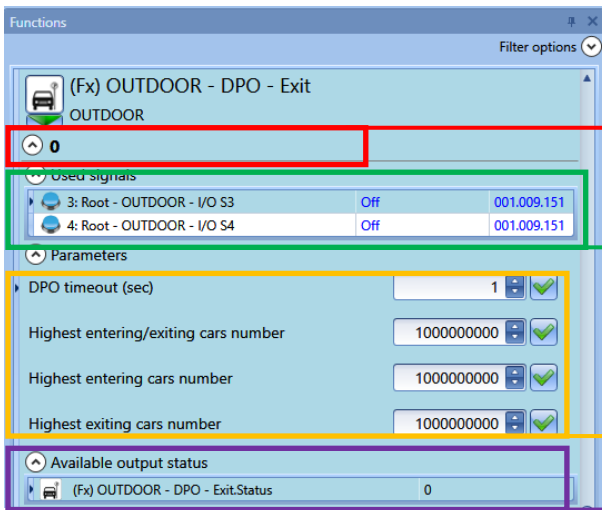 Functions
Filter options
(Fx) OUTDOOR - DPO - Exit
OUTDOOR
0
Used signals
3: Root - OUTDOOR - I/O S3 Off 001.009.151
4: Root - OUTDOOR - I/O S4 Off 001.009.151
Parameters
DPO timeout (sec) 1
Highest entering/exiting cars number 1000000000
Highest entering cars number 1000000000
Highest exiting cars number 1000000000
Available output status
(Fx) OUTDOOR - DPO - Exit.Status 0